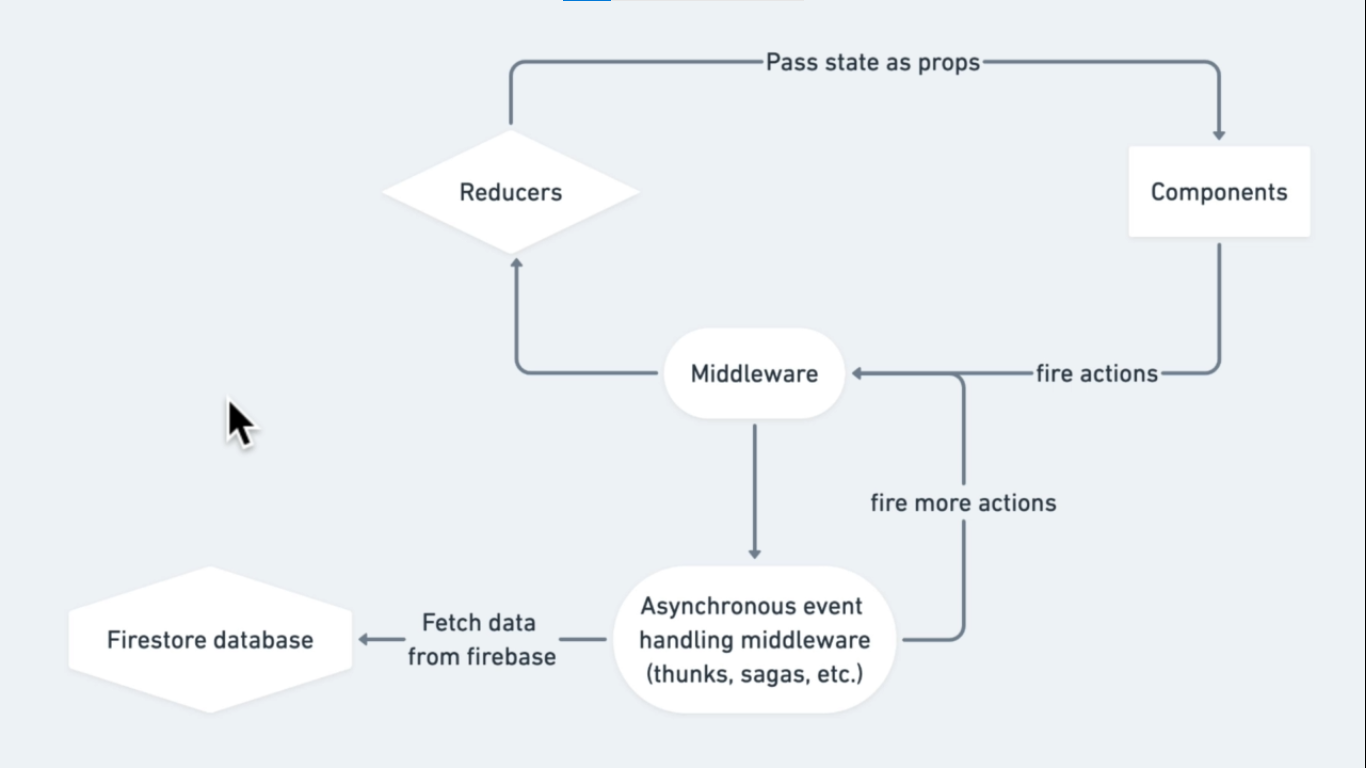 Pass state as props
Reducers
Components
Middleware
fire actions
fire more actions
Firestore database
Fetch data
from firebase
Asynchronous event
handling middleware
(thunks, sagas, etc.)